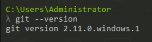 C:\Users\Administrator
λ git --version
git version 2.11.0.windows.1